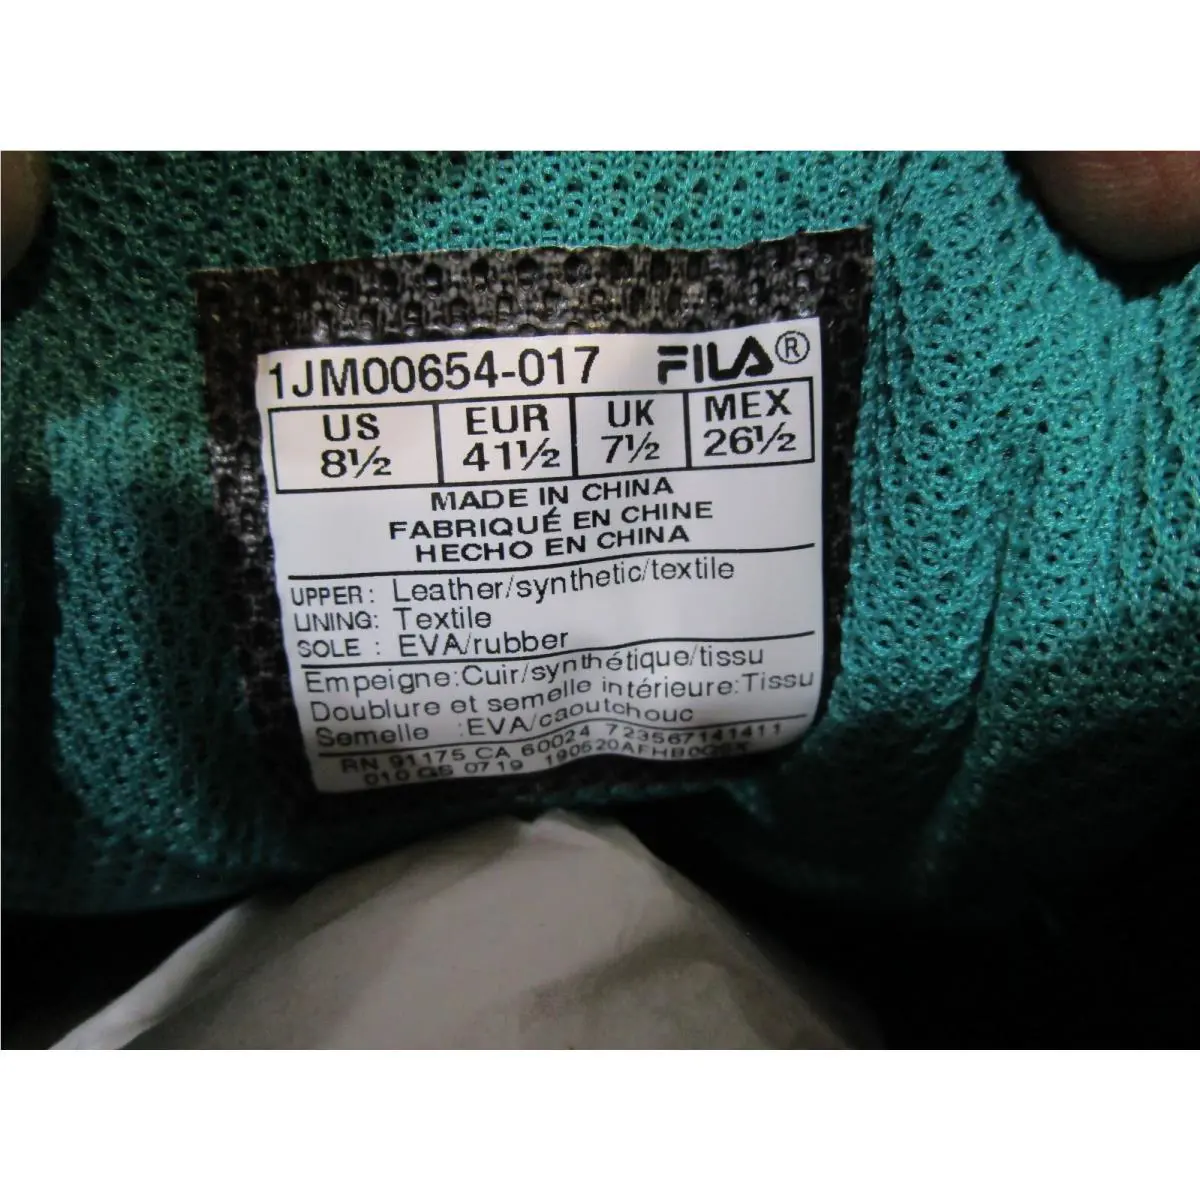 1JM00654-017 FILA®
US EUR UK MEX
8½ 41½ 7½ 26½
MADE IN CHINA
FABRIQUÉ EN CHINE
HECHO EN CHINA
UPPER: Leather/synthetic/textile
LINING: Textile
SOLE : EVA/rubber
Empeigne:Cuir/synthétique/tissu
Doublure et semelle intérieure:Tissu
Semelle :EVA/caoutchouc
RN 91175 CA 60024 723567141411
010 GS 0719